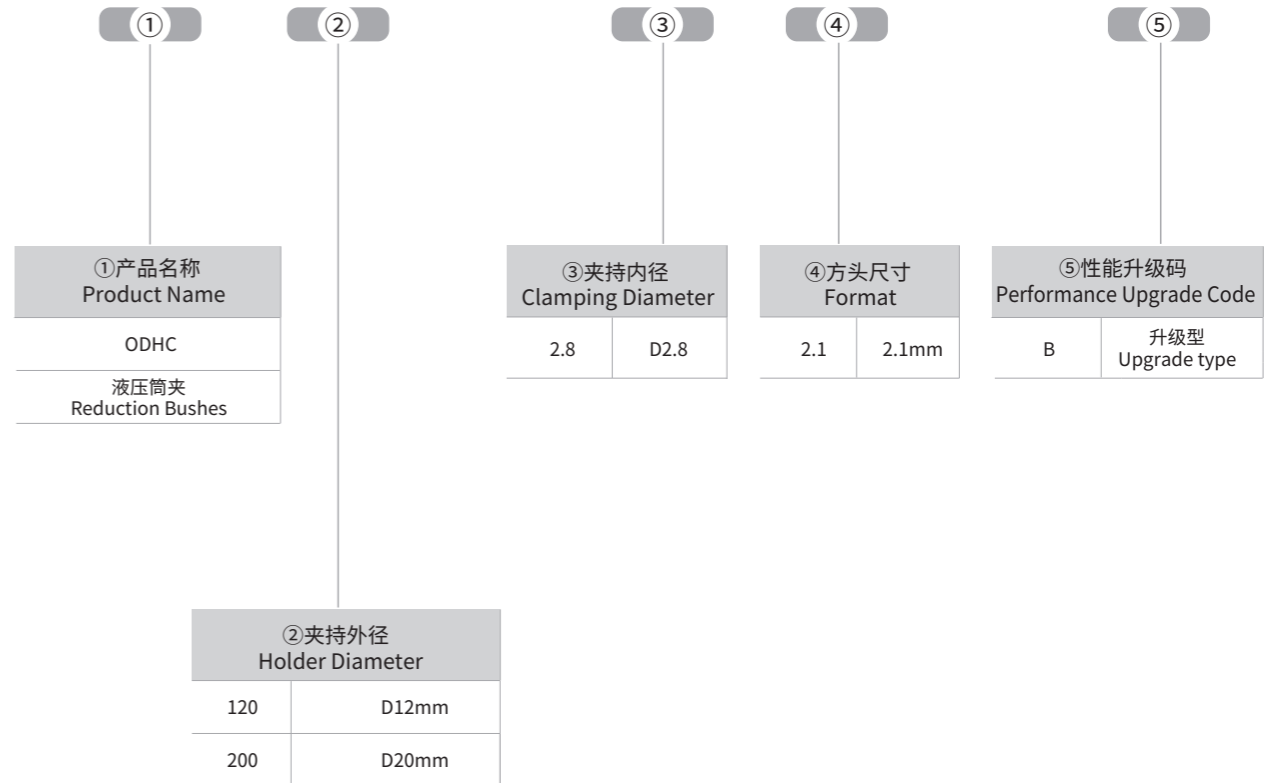 ① ② ③ ④ ⑤
①产品名称
Product Name
ODHC
液压筒夹
Reduction Bushes
③夹持内径
Clamping Diameter
2.8 D2.8
④方头尺寸
Format
2.1 2.1mm
⑤性能升级码
Performance Upgrade Code
B 升级型
Upgrade type
②夹持外径
Holder Diameter
120 D12mm
200 D20mm